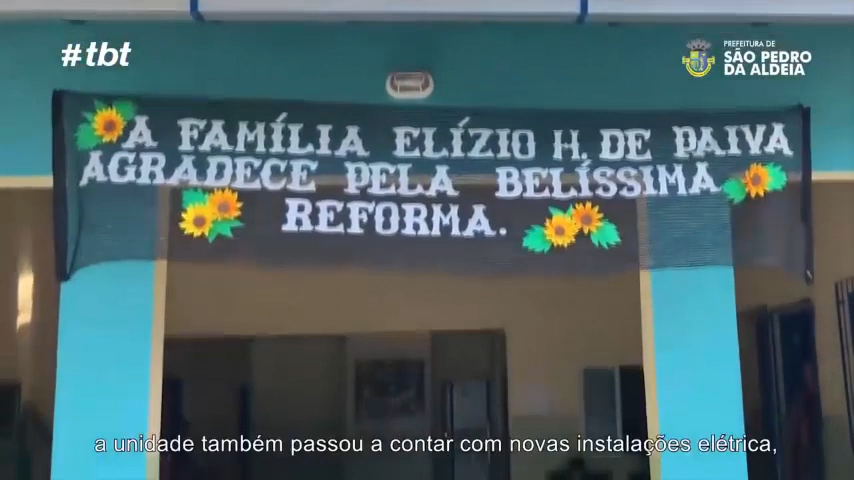 #tbt
PREFEITURA DE
SÃO PEDRO
DA ALDEIA
A FAMÍLIA ELÍZIO H. DE PAIVA
AGRADECE PELA BELÍSSIMA
REFORMA.
a unidade também passou a contar com novas instalações elétrica,